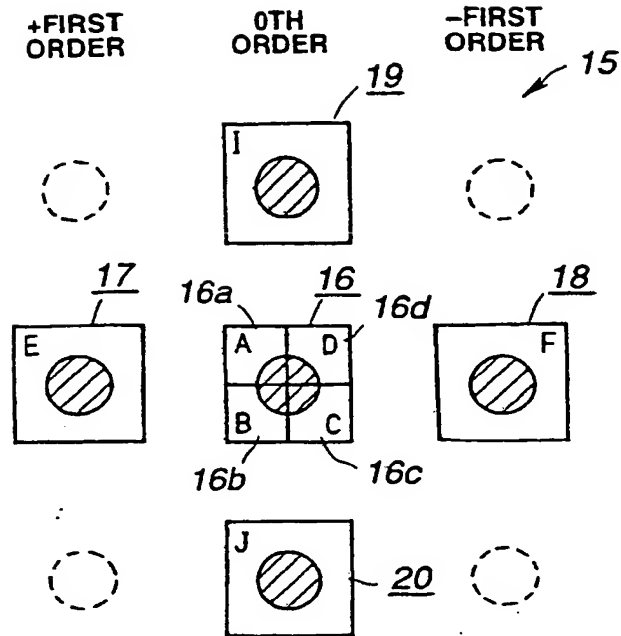 +FIRST ORDER
0TH ORDER
-FIRST ORDER
15
19
I
17
16a
16
16d
18
E
A
D
F
B
C
16b
16c
J
20